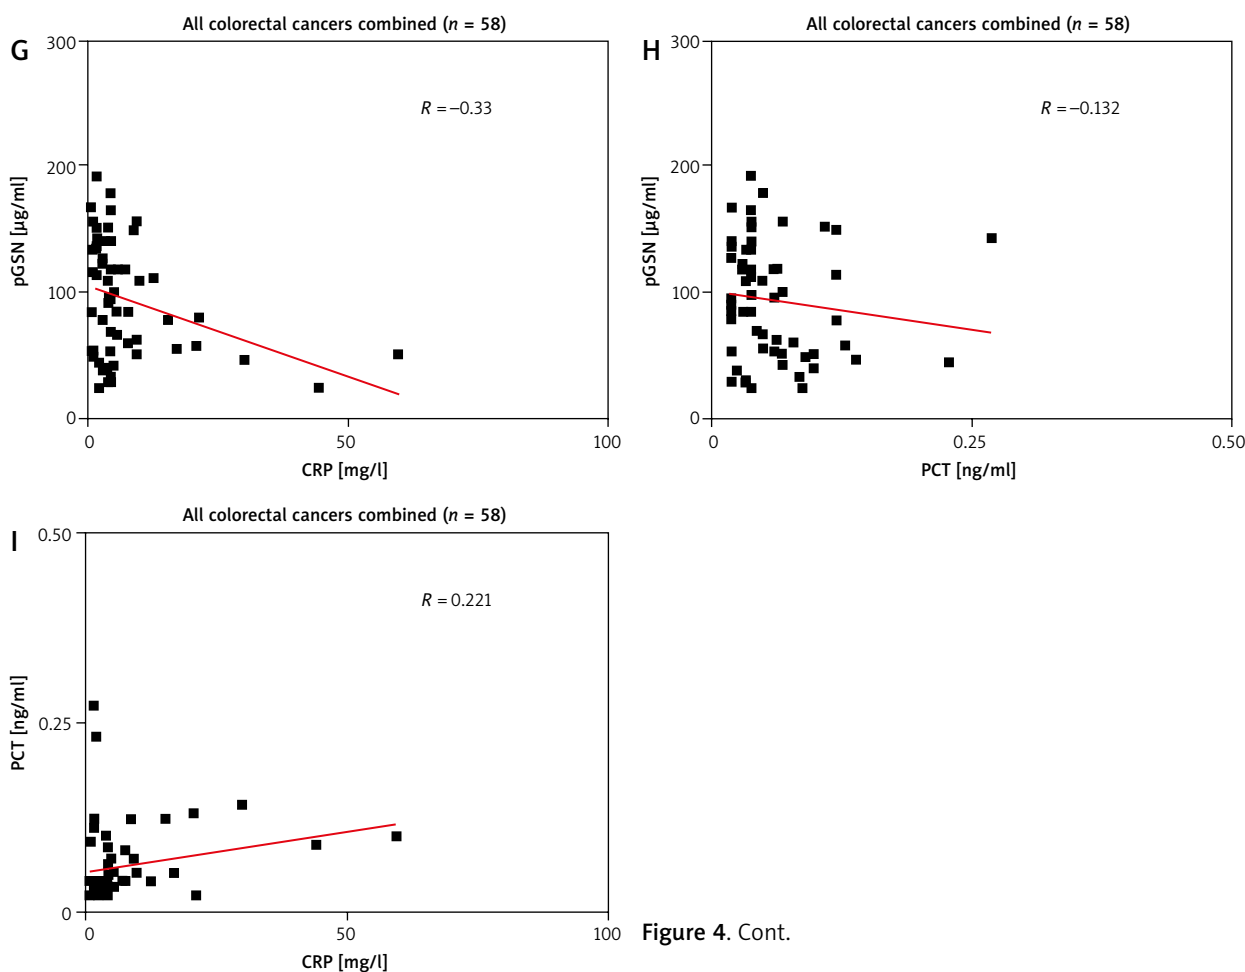 All colorectal cancers combined (n = 58)
G
300
200
100
0
pGSN [µg/ml]
R = –0.33
0 50 100
CRP [mg/l]
All colorectal cancers combined (n = 58)
H
300
200
100
0
pGSN [µg/ml]
R = –0.132
0 0.25 0.50
PCT [ng/ml]
All colorectal cancers combined (n = 58)
I
0.50
0.25
0
PCT [ng/ml]
R = 0.221
0 50 100
CRP [mg/l]
Figure 4. Cont.